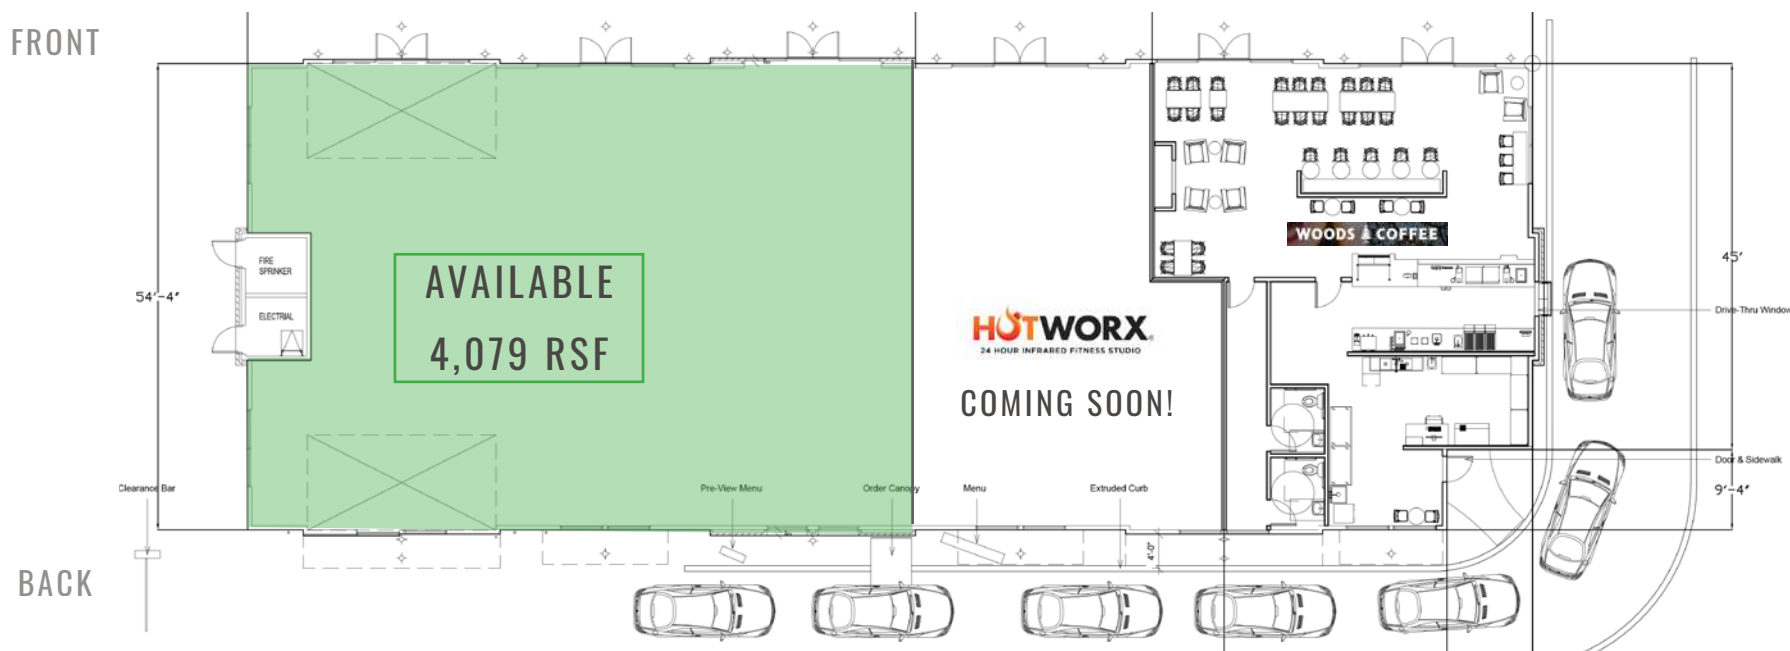 FRONT
WOODS COFFEE
FIRE
SPRINKER
45'
AVAILABLE
54'-4"
ELECTRIAL
Drive-Thru Window
HOTWORX
24 HOUR INFRARED FITNESS STUDIO
4,079 RSF
COMING SOON!
Door & Sidewalk
Clearance Bar
Pre-View Menu
Order Canopy
Menu
Extruded Curb
9'-4"
4'-0"
BACK